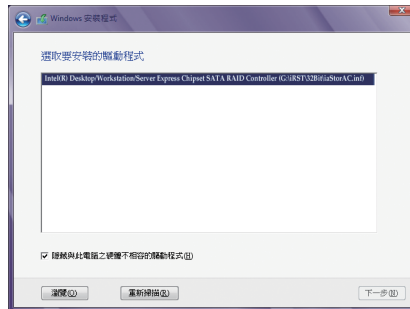 Windows 安裝程式
選取要安裝的驅動程式
Intel(R) Desktop/Workstation/Server Express Chipset SATA RAID Controller (G:\iRST\32Bit\iaStorAC.inf)
隱藏與此電腦之硬體不相容的驅動程式(H)
瀏覽(O) 重新掃描(R) 下一步(N)